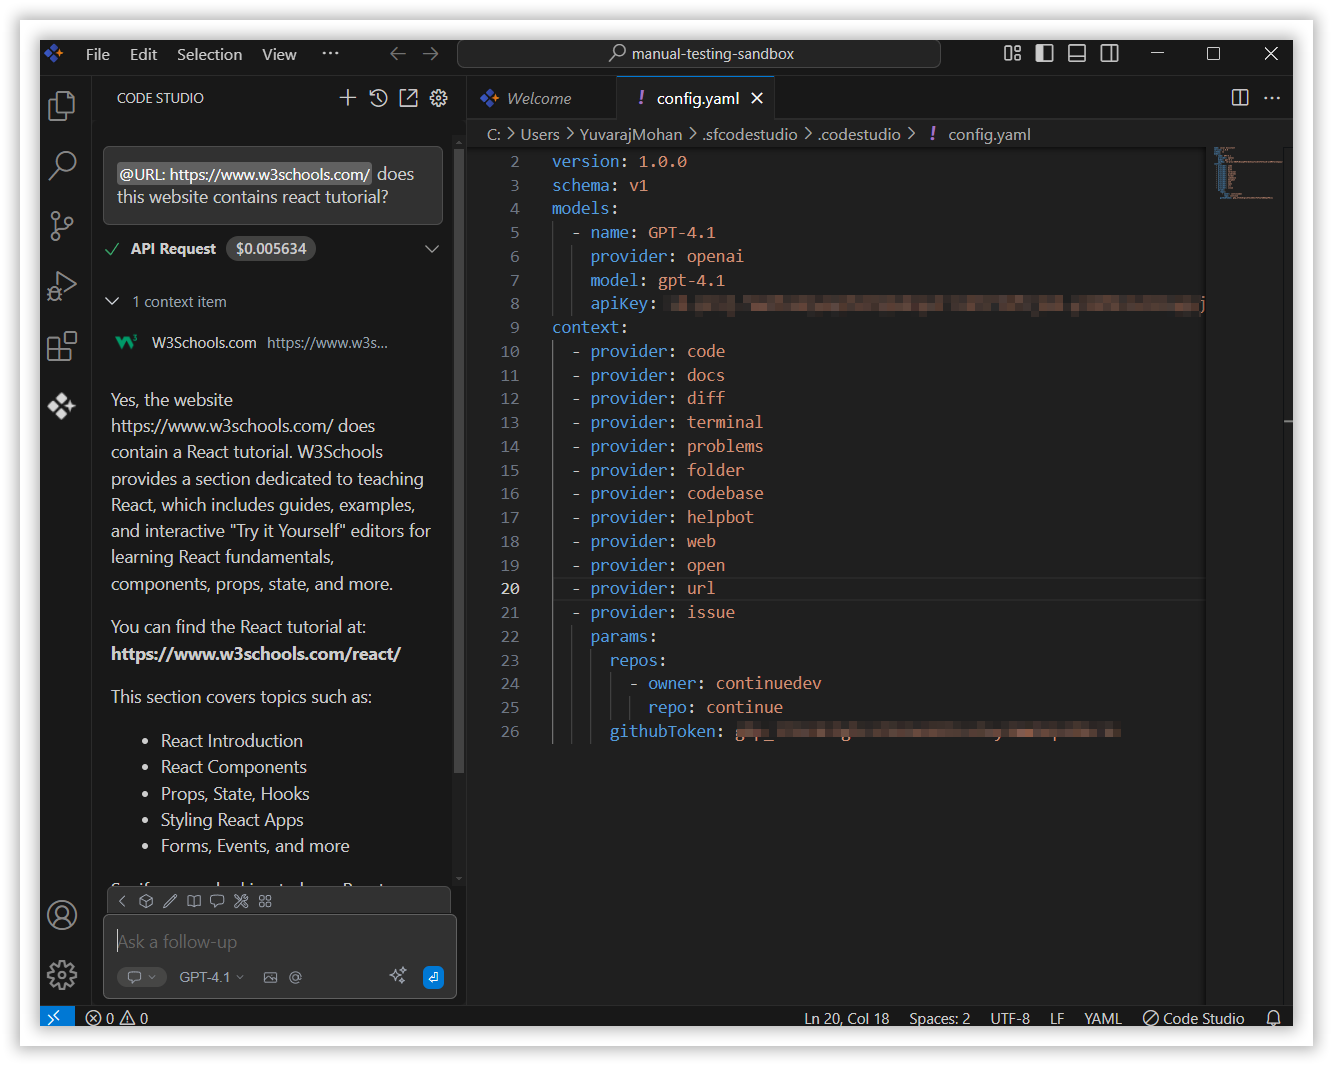 File Edit Selection View ··· manual-testing-sandbox
CODE STUDIO
@URL: https://www.w3schools.com/ does
this website contains react tutorial?
API Request $0.005634
1 context item
W3Schools.com https://www.w3s...
Yes, the website
https://www.w3schools.com/ does
contain a React tutorial. W3Schools
provides a section dedicated to teaching
React, which includes guides, examples,
and interactive "Try it Yourself" editors for
learning React fundamentals,
components, props, state, and more.
You can find the React tutorial at:
https://www.w3schools.com/react/
This section covers topics such as:
• React Introduction
• React Components
• Props, State, Hooks
• Styling React Apps
• Forms, Events, and more
Ask a follow-up
GPT-4.1
Welcome ! config.yaml
C: > Users > YuvarajMohan > .sfcodestudio > .codestudio > ! config.yaml
2 version: 1.0.0
3 schema: v1
4 models:
5 - name: GPT-4.1
6 provider: openai
7 model: gpt-4.1
8 apiKey:
9 context:
10 - provider: code
11 - provider: docs
12 - provider: diff
13 - provider: terminal
14 - provider: problems
15 - provider: folder
16 - provider: codebase
17 - provider: helpbot
18 - provider: web
19 - provider: open
20 - provider: url
21 - provider: issue
22 params:
23 repos:
24 - owner: continuedev
25 repo: continue
26 githubToken:
0 0 Ln 20, Col 18 Spaces: 2 UTF-8 LF YAML Code Studio